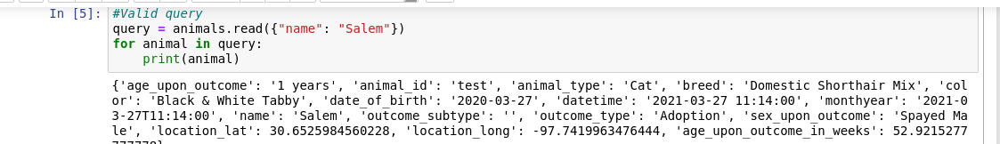 In [5]: #Valid query
query = animals.read({"name": "Salem"})
for animal in query:
    print(animal)
{'age_upon_outcome': '1 years', 'animal_id': 'test', 'animal_type': 'Cat', 'breed': 'Domestic Shorthair Mix', 'col
or': 'Black & White Tabby', 'date_of_birth': '2020-03-27', 'datetime': '2021-03-27 11:14:00', 'monthyear': '2021-0
3-27T11:14:00', 'name': 'Salem', 'outcome_subtype': '', 'outcome_type': 'Adoption', 'sex_upon_outcome': 'Spayed Ma
le', 'location_lat': 30.6525984560228, 'location_long': -97.7419963476444, 'age_upon_outcome_in_weeks': 52.9215277